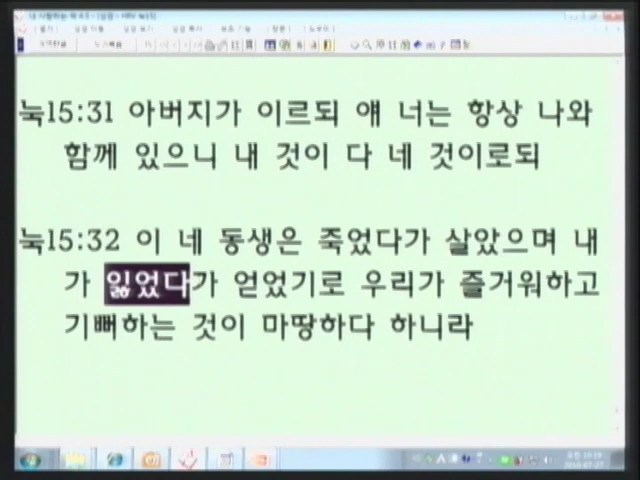 눅15:31 아버지가 이르되 얘 너는 항상 나와
함께 있으니 내 것이 다 네 것이로되
눅15:32 이 네 동생은 죽었다가 살았으며 내
가 잃었다가 얻었기로 우리가 즐거워하고
기뻐하는 것이 마땅하다 하니라